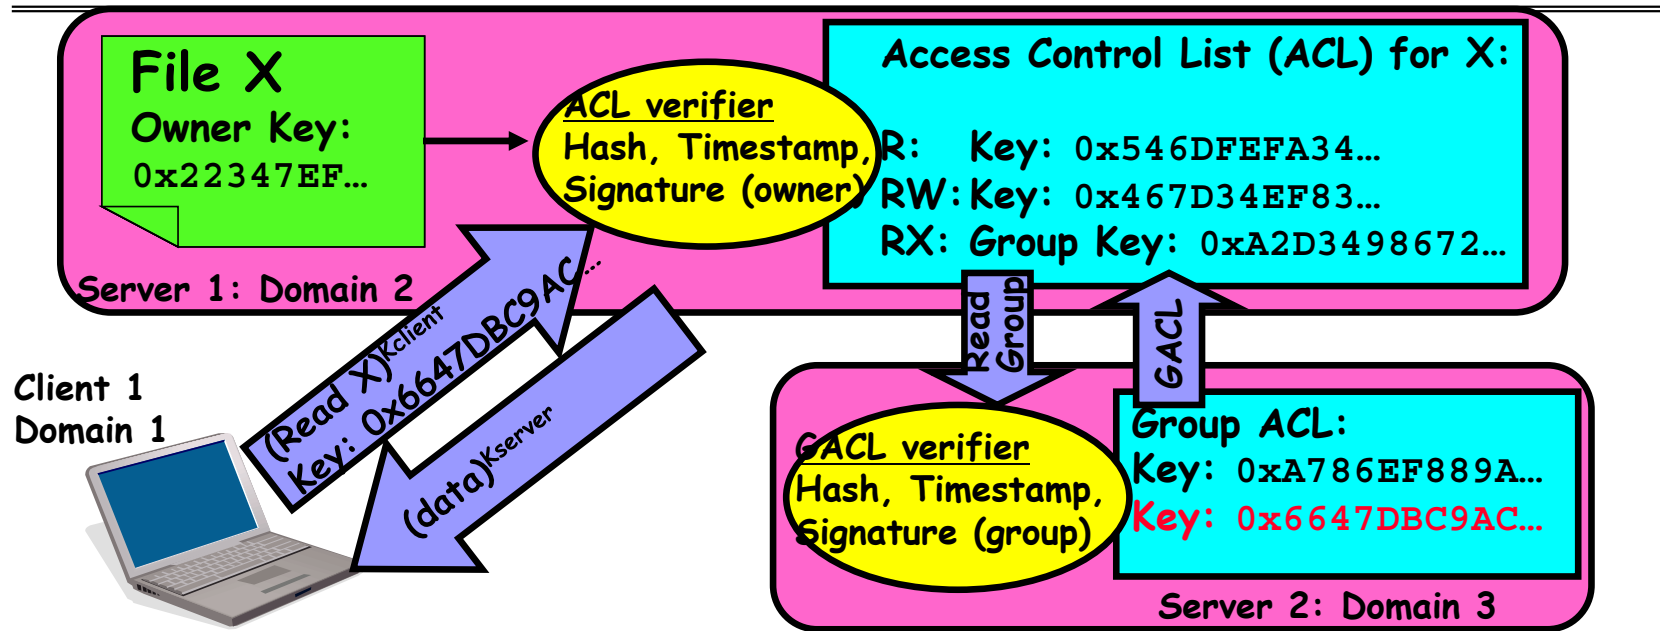 File X
Owner Key:
0x22347EF…
ACL verifier
Hash, Timestamp,
Signature (owner)
Access Control List (ACL) for X:
R: Key: 0x546DFEFA34…
RW: Key: 0x467D34EF83…
RX: Group Key: 0xA2D3498672…
Server 1: Domain 2
Client 1
Domain 1
(Read X)Kclient
Key: 0x6647DBC9AC…
(data)Kserver
Read
Group
GACL
GACL verifier
Hash, Timestamp,
Signature (group)
Group ACL:
Key: 0xA786EF889A…
Key: 0x6647DBC9AC…
Server 2: Domain 3